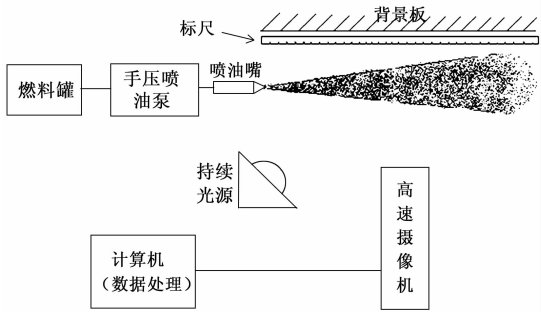 背景板
标尺
燃料罐
手压喷
油泵
喷油嘴
持续
光源
高
速
摄
像
机
计算机
（数据处理）